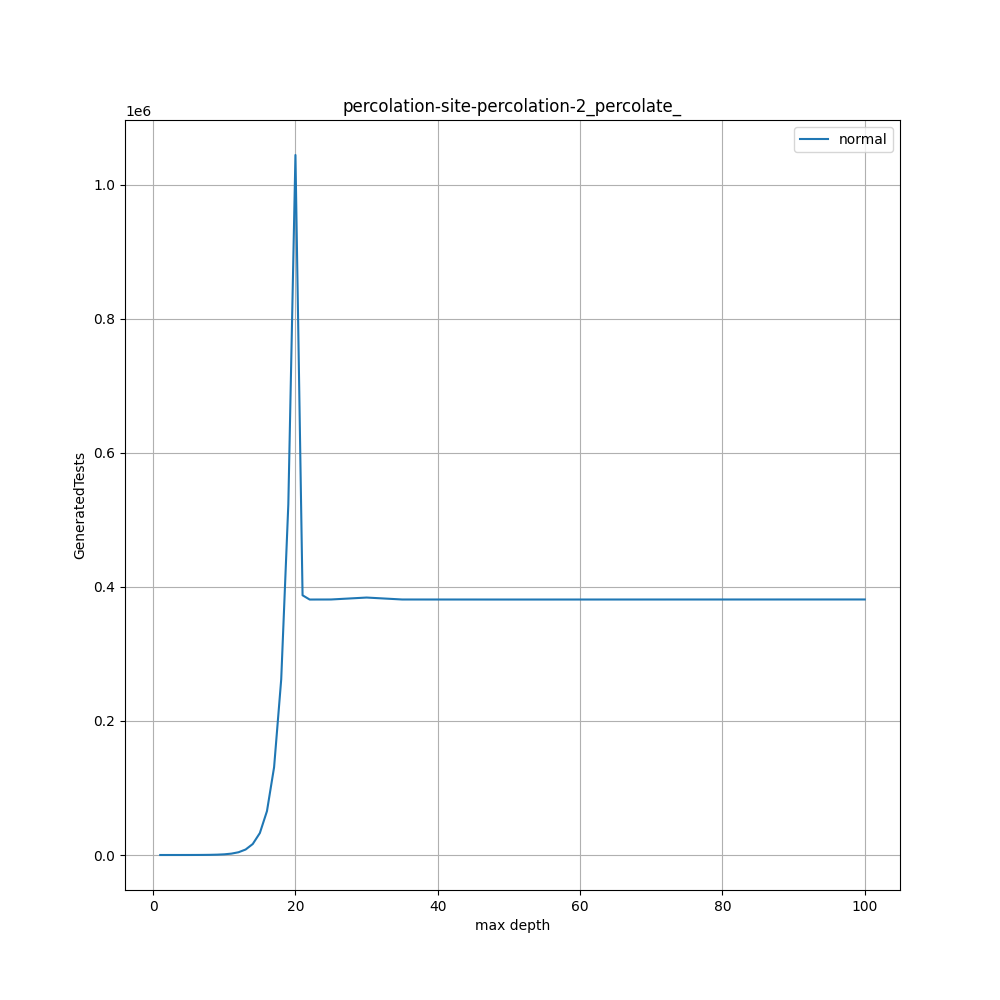 percolation-site-percolation-2_percolate_
1e6
normal
1.0
0.8
0.6
0.4
0.2
0.0
GeneratedTests
0 20 40 60 80 100
max depth